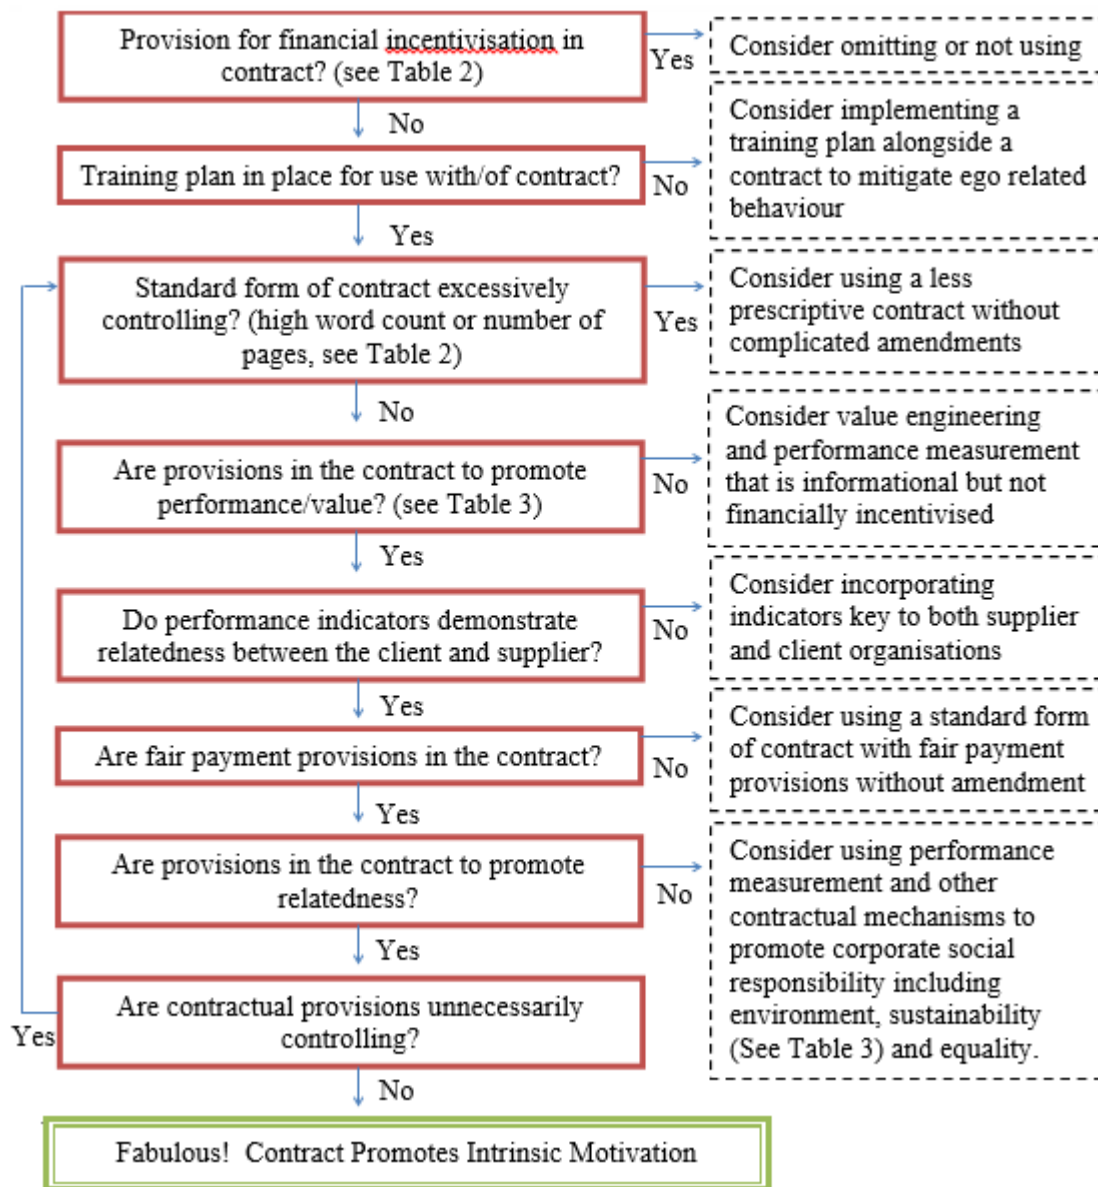 Provision for financial incentivisation in
contract? (see Table 2)
Yes
Consider omitting or not using
No
Training plan in place for use with/of contract?
No
Consider implementing a
training plan alongside a
contract to mitigate ego related
behaviour
Yes
Standard form of contract excessively
controlling? (high word count or number of
pages, see Table 2)
Yes
Consider using a less
prescriptive contract without
complicated amendments
No
Are provisions in the contract to promote
performance/value? (see Table 3)
No
Consider value engineering
and performance measurement
that is informational but not
financially incentivised
Yes
Do performance indicators demonstrate
relatedness between the client and supplier?
No
Consider incorporating
indicators key to both supplier
and client organisations
Yes
Are fair payment provisions in the contract?
No
Consider using a standard form
of contract with fair payment
provisions without amendment
Yes
Are provisions in the contract to promote
relatedness?
No
Consider using performance
measurement and other
contractual mechanisms to
promote corporate social
responsibility including
environment, sustainability
(See Table 3) and equality.
Yes
Are contractual provisions unnecessarily
controlling?
Yes
No
Fabulous!  Contract Promotes Intrinsic Motivation